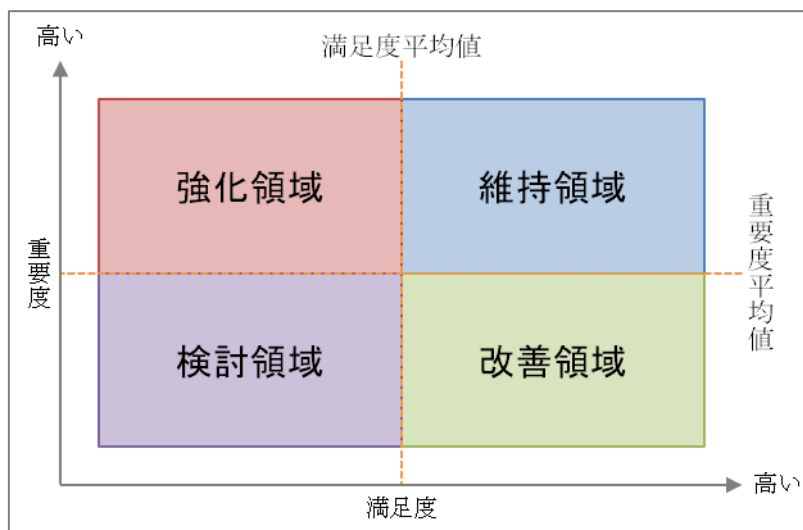 高い
満足度平均値
強化領域
維持領域
重要度
重要度平均値
検討領域
改善領域
高い
満足度